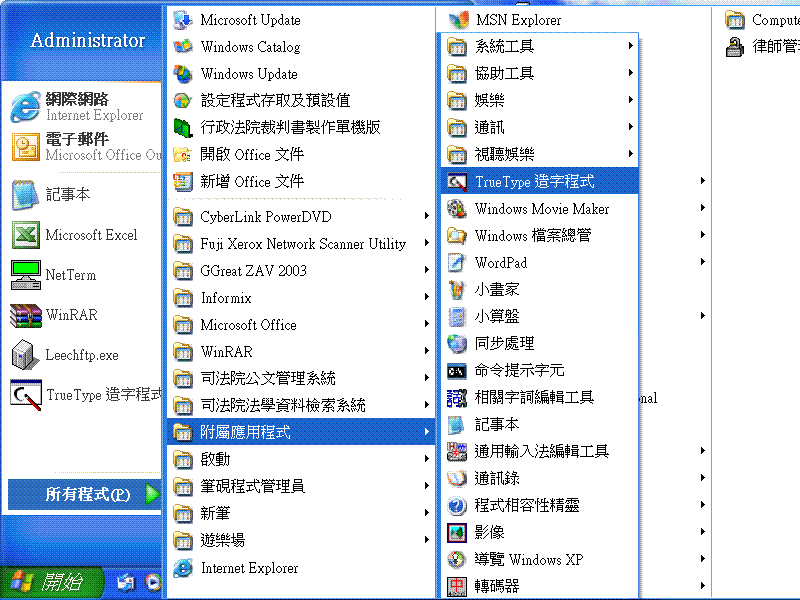 Administrator
網際網路
Internet Explorer
電子郵件
Microsoft Office Ou
記事本
Microsoft Excel
NetTerm
WinRAR
Leechftp.exe
TrueType 造字程式
所有程式(P)
開始
Microsoft Update
Windows Catalog
Windows Update
設定程式存取及預設值
行政法院裁判書製作單機版
開啟 Office 文件
新增 Office 文件
CyberLink PowerDVD
Fuji Xerox Network Scanner Utility
GGreat ZAV 2003
Informix
Microsoft Office
WinRAR
司法院公文管理系統
司法院法學資料檢索系統
附屬應用程式
啟動
筆硯程式管理員
新筆
遊樂場
Internet Explorer
MSN Explorer
系統工具
協助工具
娛樂
通訊
視聽娛樂
TrueType 造字程式
Windows Movie Maker
Windows 檔案總管
WordPad
小畫家
小算盤
同步處理
命令提示字元
相關字詞編輯工具
nal
記事本
通用輸入法編輯工具
通訊錄
程式相容性精靈
影像
導覽 Windows XP
轉碼器
Compute
律師管